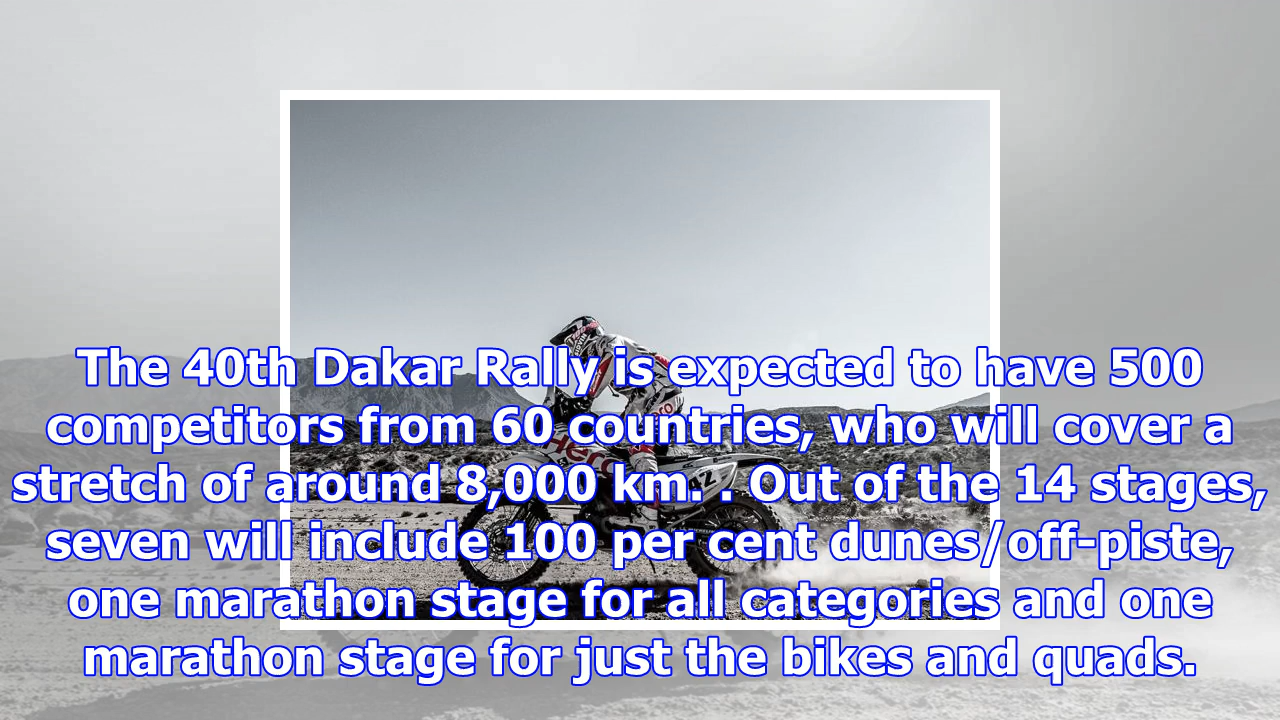 The 40th Dakar Rally is expected to have 500
competitors from 60 countries, who will cover a
stretch of around 8,000 km. . Out of the 14 stages,
seven will include 100 per cent dunes/off-piste,
one marathon stage for all categories and one
marathon stage for just the bikes and quads.
Hero
42